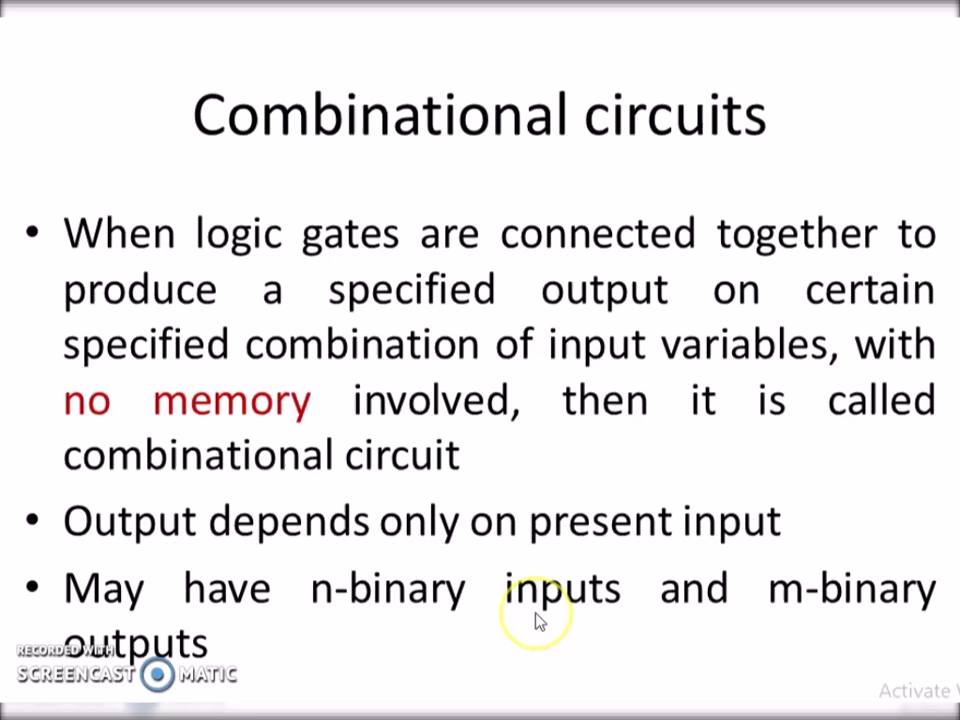 Combinational circuits
• When logic gates are connected together to
produce a specified output on certain
specified combination of input variables, with
no memory involved, then it is called
combinational circuit
• Output depends only on present input
• May have n-binary inputs and m-binary
outputs
RECORDED WITH
SCREENCAST MATIC
Activate